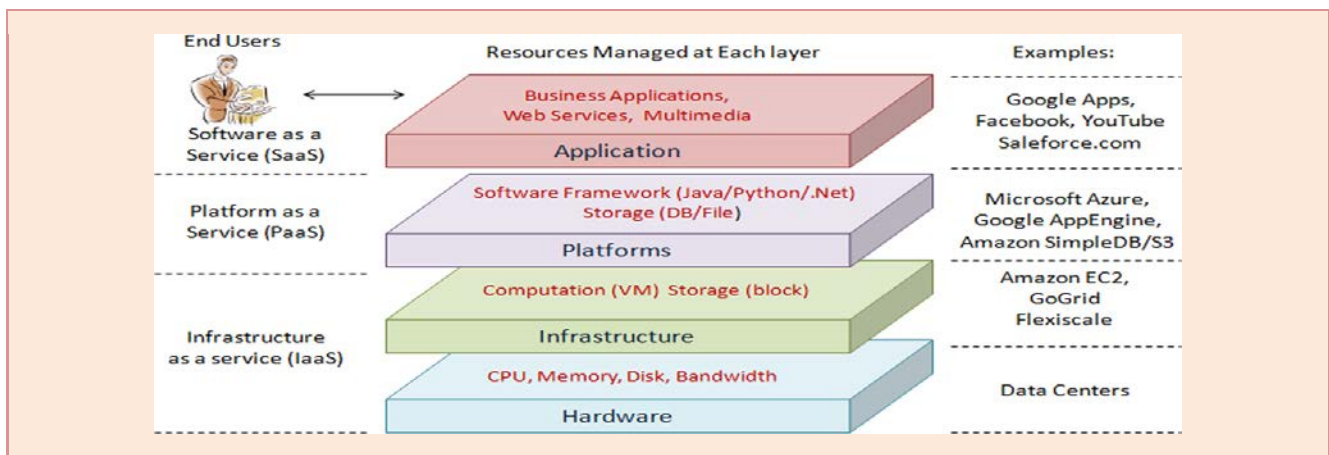 End Users
Resources Managed at Each layer
Examples:
Software as a
Service (SaaS)
Business Applications,
Web Services, Multimedia
Application
Google Apps,
Facebook, YouTube
Saleforce.com
Platform as a
Service (PaaS)
Software Framework (Java/Python/.Net)
Storage (DB/File)
Platforms
Microsoft Azure,
Google AppEngine,
Amazon SimpleDB/S3
Infrastructure
as a service (IaaS)
Computation (VM) Storage (block)
Infrastructure
Amazon EC2,
GoGrid
Flexiscale
CPU, Memory, Disk, Bandwidth
Hardware
Data Centers